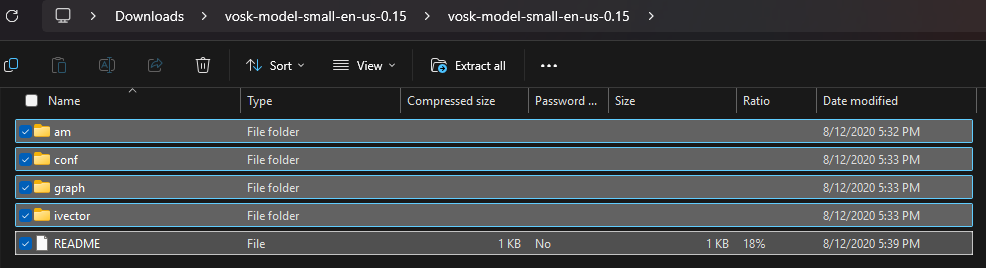 Downloads vosk-model-small-en-us-0.15 vosk-model-small-en-us-0.15
Sort View Extract all
Name Type Compressed size Password ... Size Ratio Date modified
am File folder 8/12/2020 5:32 PM
conf File folder 8/12/2020 5:33 PM
graph File folder 8/12/2020 5:33 PM
ivector File folder 8/12/2020 5:33 PM
README File 1 KB No 1 KB 18% 8/12/2020 5:39 PM